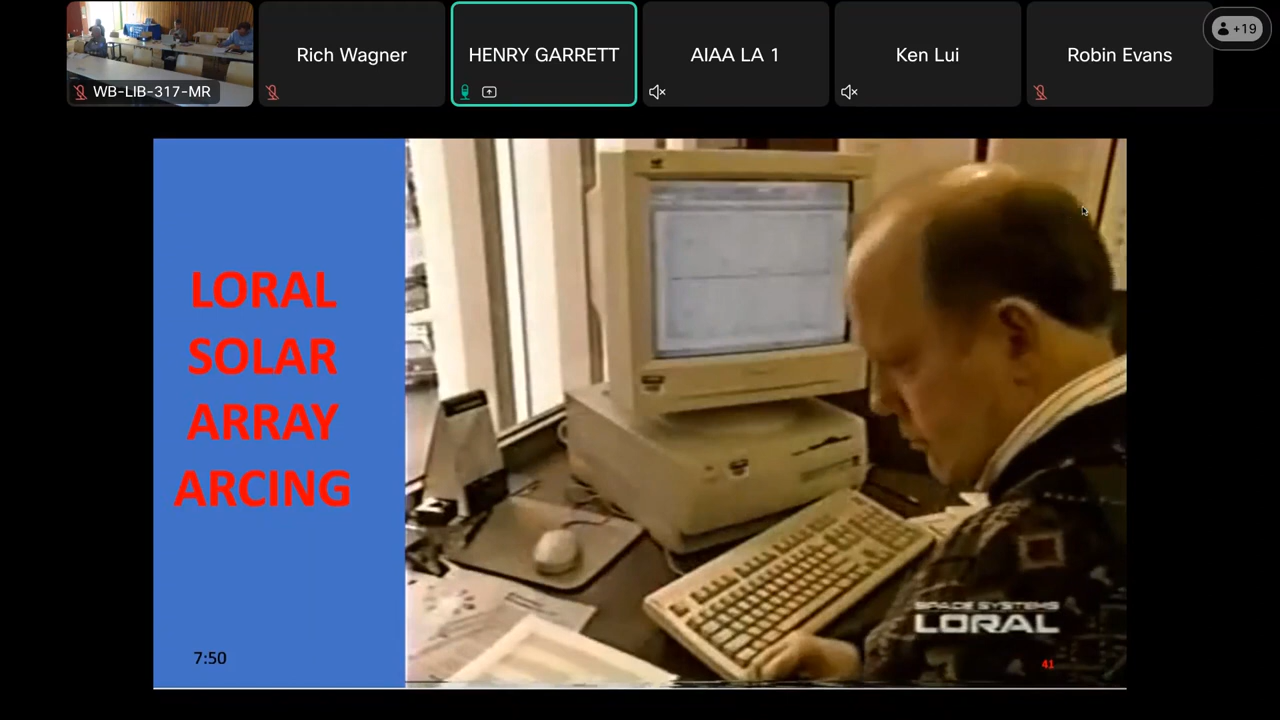 +19
WB-LIB-317-MR
Rich Wagner
HENRY GARRETT
AIAA LA 1
Ken Lui
Robin Evans
LORAL
SOLAR
ARRAY
ARCING
7:50
SPACE SYSTEMS
LORAL
41